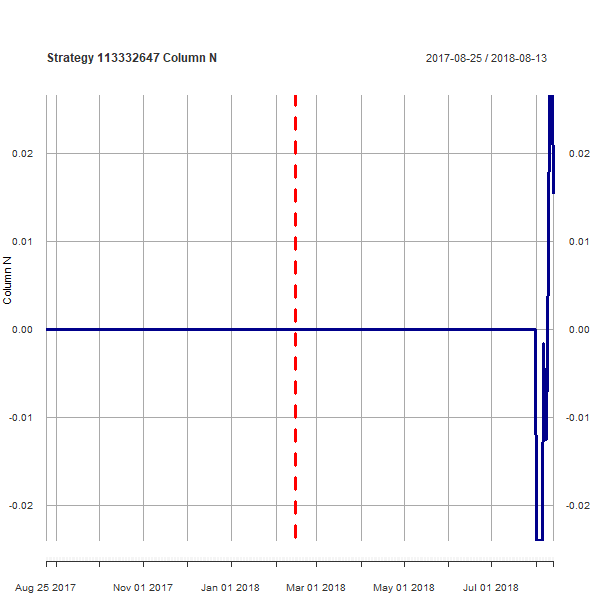 Strategy 113332647 Column N
2017-08-25 / 2018-08-13
0.02
0.02
0.01
0.01
0.00
0.00
-0.01
-0.01
-0.02
-0.02
Column N
Aug 25 2017
Nov 01 2017
Jan 01 2018
Mar 01 2018
May 01 2018
Jul 01 2018